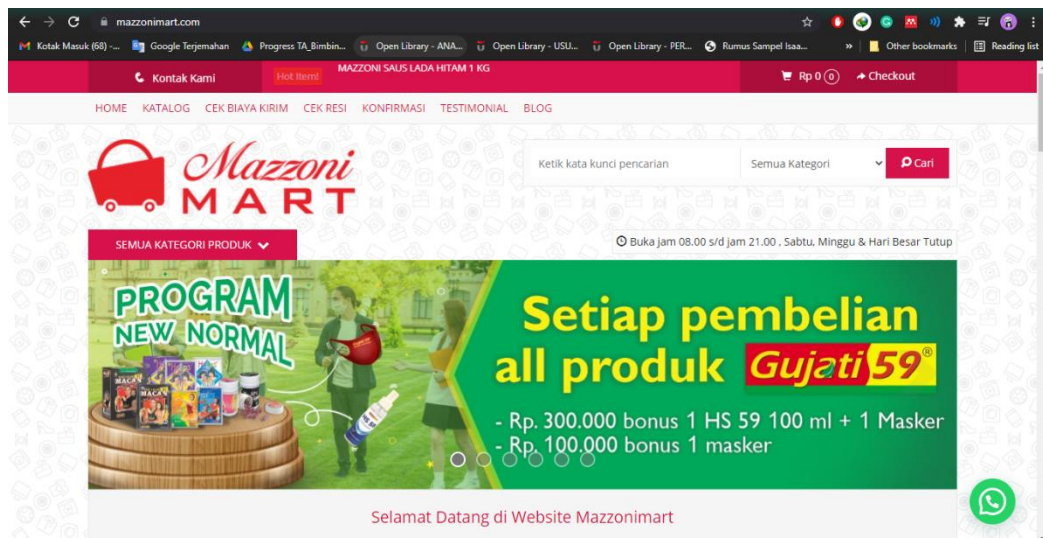 mazzonimart.com
Kotak Masuk (68) -... Google Terjemahan Progress TA_Bimbin... Open Library - ANA... Open Library - USU... Open Library - PER... Rumus Sampel Isaa... » Other bookmarks Reading list
Kontak Kami Hot Item! MAZZONI SAUS LADA HITAM 1 KG Rp 0 0 Checkout
HOME KATALOG CEK BIAYA KIRIM CEK RESI KONFIRMASI TESTIMONIAL BLOG
Mazzoni
MART
Ketik kata kunci pencarian Semua Kategori Cari
SEMUA KATEGORI PRODUK Buka jam 08.00 s/d jam 21.00 , Sabtu, Minggu & Hari Besar Tutup
PROGRAM
NEW NORMAL
MACAN
MACAN
Setiap pembelian
all produk Gujati 59®
- Rp. 300.000 bonus 1 HS 59 100 ml + 1 Masker
- Rp. 100.000 bonus 1 masker
Selamat Datang di Website Mazzonimart